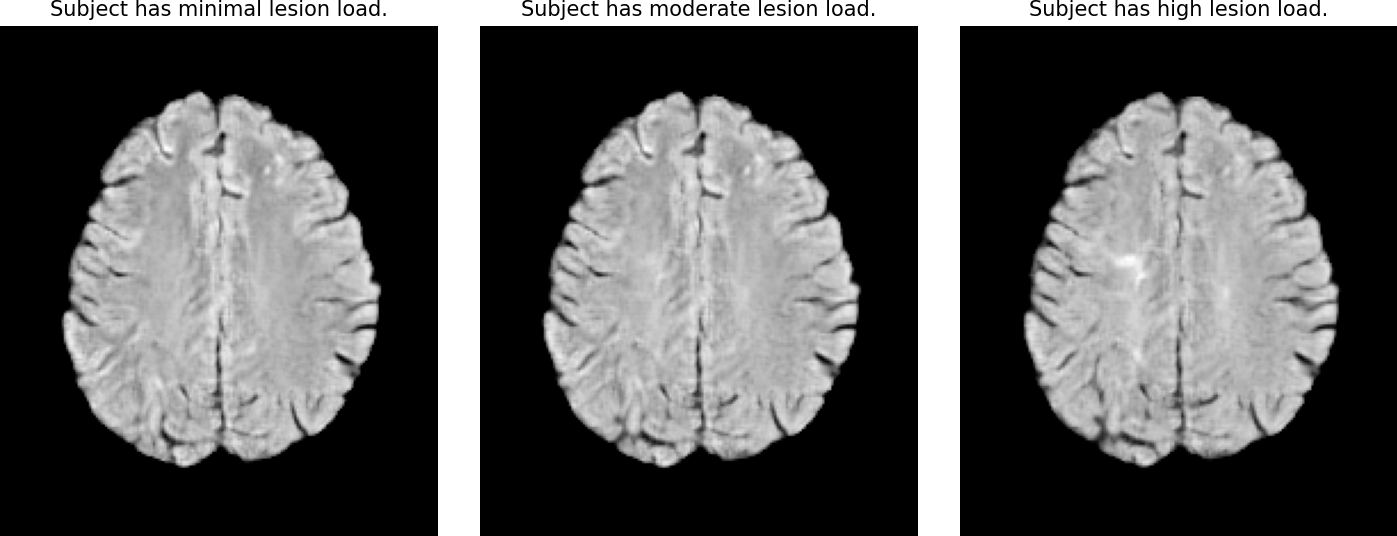 Subject has minimal lesion load.
Subject has moderate lesion load.
Subject has high lesion load.